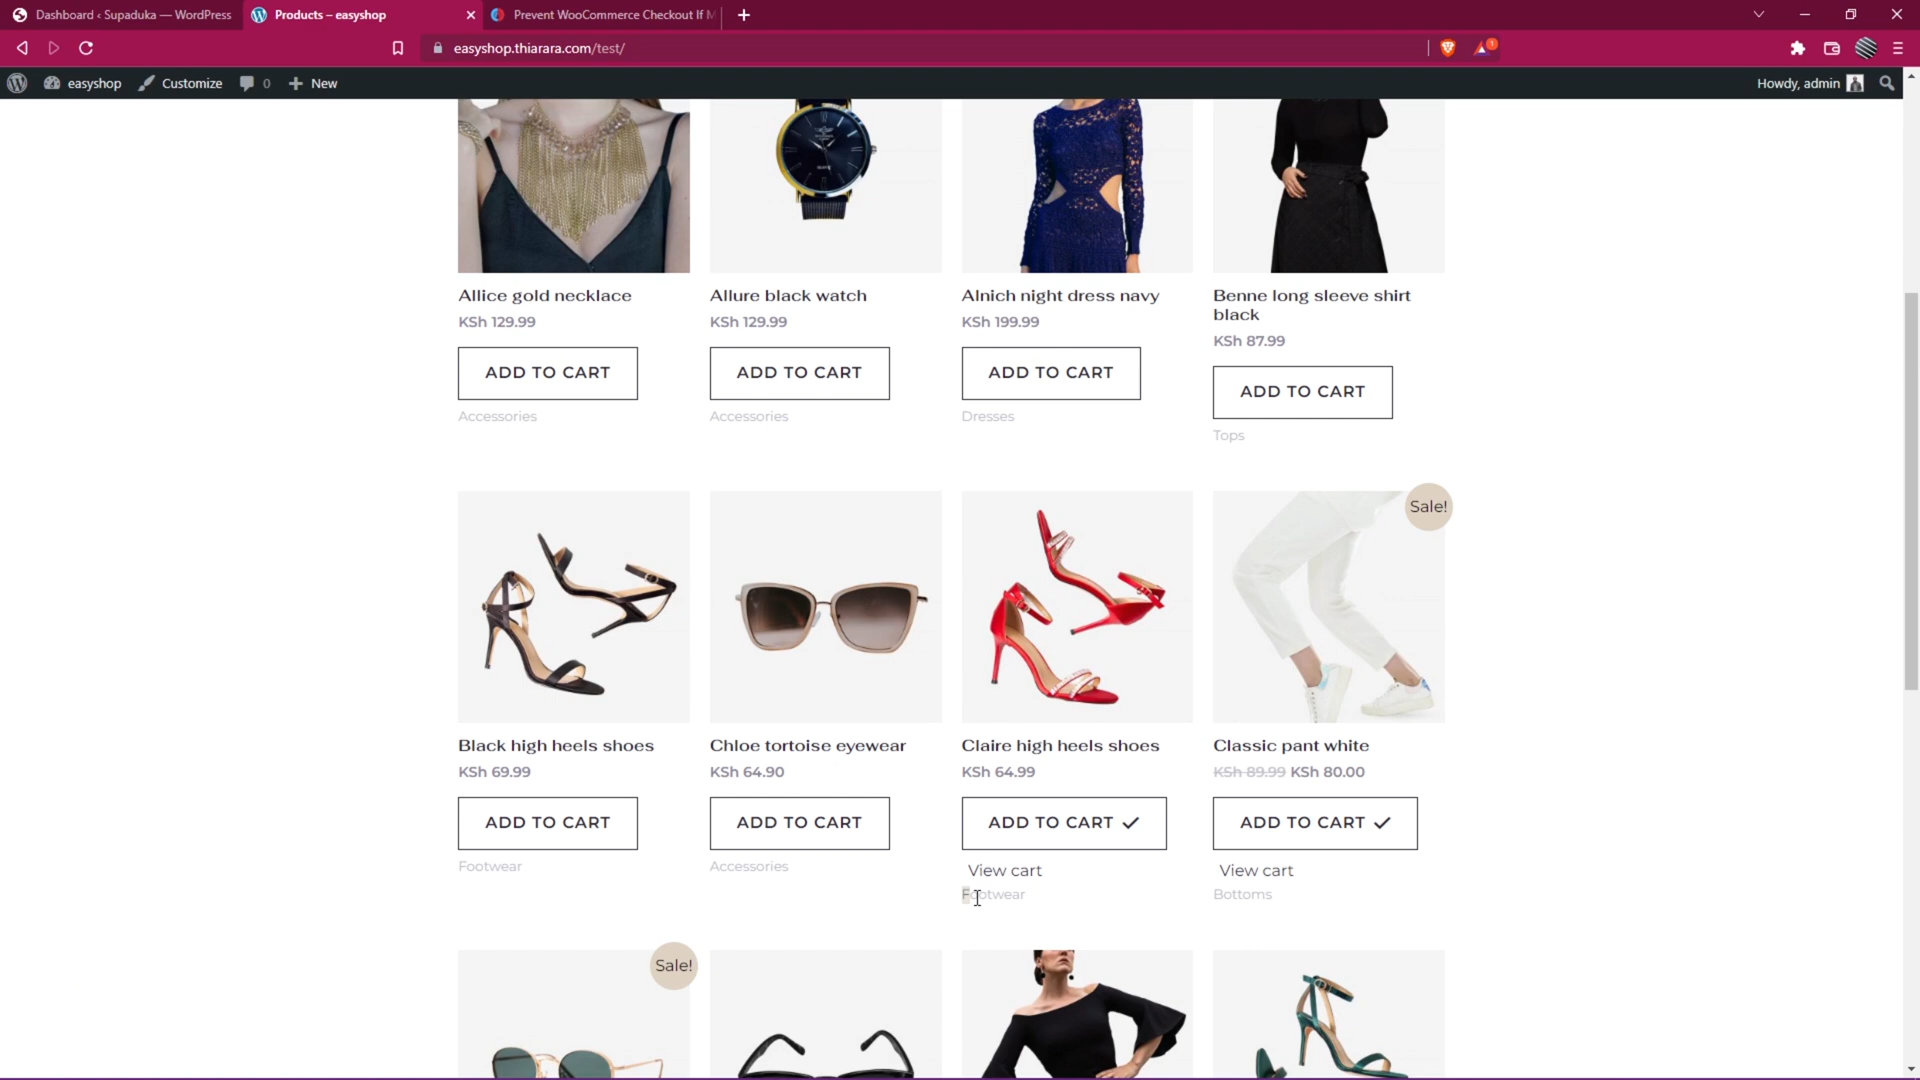 Dashboard ‹ Supaduka — WordPress
Products – easyshop
Prevent WooCommerce Checkout If M
easyshop.thiarara.com/test/
1
easyshop
Customize
0
New
Howdy, admin
Allice gold necklace
KSh 129.99
ADD TO CART
Accessories
Allure black watch
KSh 129.99
ADD TO CART
Accessories
Alnich night dress navy
KSh 199.99
ADD TO CART
Dresses
Benne long sleeve shirt
black
KSh 87.99
ADD TO CART
Tops
Black high heels shoes
KSh 69.99
ADD TO CART
Footwear
Chloe tortoise eyewear
KSh 64.90
ADD TO CART
Accessories
Claire high heels shoes
KSh 64.99
ADD TO CART
View cart
Footwear
Sale!
Classic pant white
KSh 89.99 KSh 80.00
ADD TO CART
View cart
Bottoms
Sale!